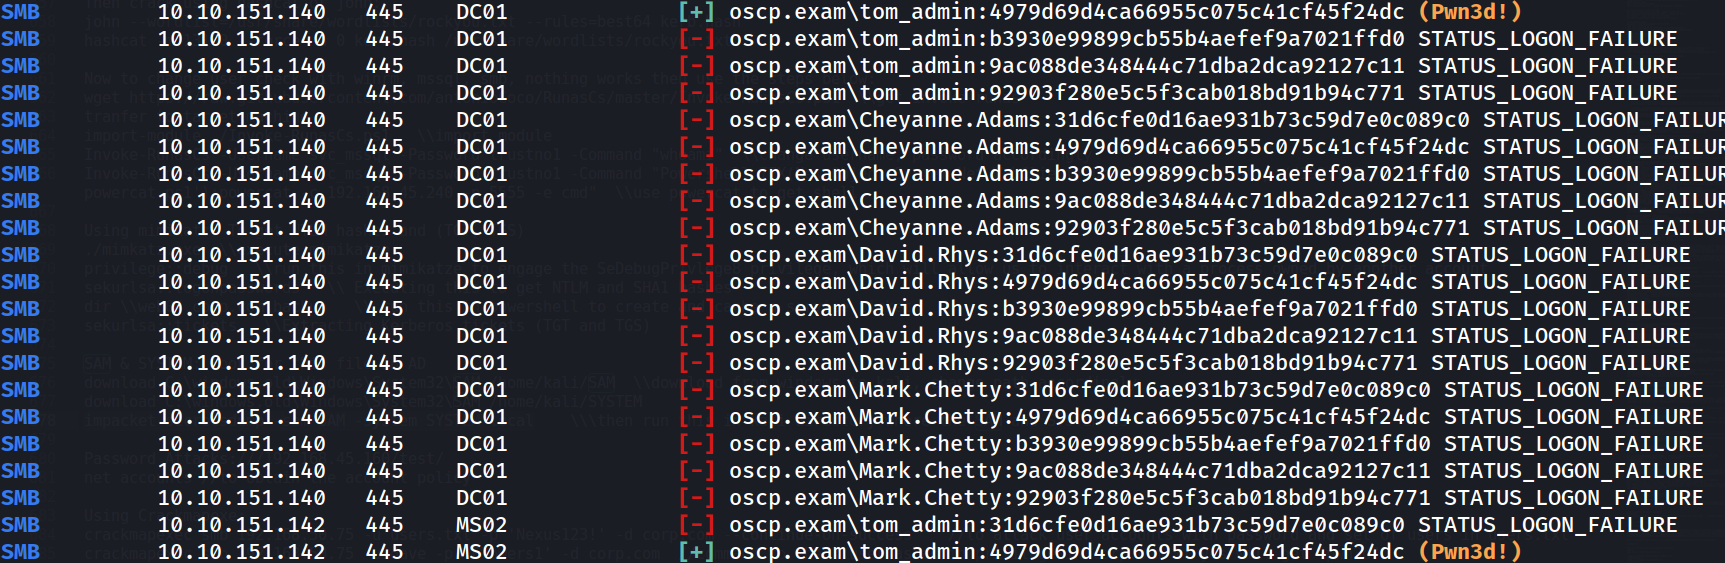 SMB 10.10.151.140 445 DC01 [+] oscp.exam\tom_admin:4979d69d4ca66955c075c41cf45f24dc (Pwn3d!)
SMB 10.10.151.140 445 DC01 [-] oscp.exam\tom_admin:b3930e99899cb55b4aefef9a7021ffd0 STATUS_LOGON_FAILURE
SMB 10.10.151.140 445 DC01 [-] oscp.exam\tom_admin:9ac088de348444c71dba2dca92127c11 STATUS_LOGON_FAILURE
SMB 10.10.151.140 445 DC01 [-] oscp.exam\tom_admin:92903f280e5c5f3cab018bd91b94c771 STATUS_LOGON_FAILURE
SMB 10.10.151.140 445 DC01 [-] oscp.exam\Cheyanne.Adams:31d6cfe0d16ae931b73c59d7e0c089c0 STATUS_LOGON_FAILUR
SMB 10.10.151.140 445 DC01 [-] oscp.exam\Cheyanne.Adams:4979d69d4ca66955c075c41cf45f24dc STATUS_LOGON_FAILUR
SMB 10.10.151.140 445 DC01 [-] oscp.exam\Cheyanne.Adams:b3930e99899cb55b4aefef9a7021ffd0 STATUS_LOGON_FAILUR
SMB 10.10.151.140 445 DC01 [-] oscp.exam\Cheyanne.Adams:9ac088de348444c71dba2dca92127c11 STATUS_LOGON_FAILUR
SMB 10.10.151.140 445 DC01 [-] oscp.exam\Cheyanne.Adams:92903f280e5c5f3cab018bd91b94c771 STATUS_LOGON_FAILUR
SMB 10.10.151.140 445 DC01 [-] oscp.exam\David.Rhys:31d6cfe0d16ae931b73c59d7e0c089c0 STATUS_LOGON_FAILURE
SMB 10.10.151.140 445 DC01 [-] oscp.exam\David.Rhys:4979d69d4ca66955c075c41cf45f24dc STATUS_LOGON_FAILURE
SMB 10.10.151.140 445 DC01 [-] oscp.exam\David.Rhys:b3930e99899cb55b4aefef9a7021ffd0 STATUS_LOGON_FAILURE
SMB 10.10.151.140 445 DC01 [-] oscp.exam\David.Rhys:9ac088de348444c71dba2dca92127c11 STATUS_LOGON_FAILURE
SMB 10.10.151.140 445 DC01 [-] oscp.exam\David.Rhys:92903f280e5c5f3cab018bd91b94c771 STATUS_LOGON_FAILURE
SMB 10.10.151.140 445 DC01 [-] oscp.exam\Mark.Chetty:31d6cfe0d16ae931b73c59d7e0c089c0 STATUS_LOGON_FAILURE
SMB 10.10.151.140 445 DC01 [-] oscp.exam\Mark.Chetty:4979d69d4ca66955c075c41cf45f24dc STATUS_LOGON_FAILURE
SMB 10.10.151.140 445 DC01 [-] oscp.exam\Mark.Chetty:b3930e99899cb55b4aefef9a7021ffd0 STATUS_LOGON_FAILURE
SMB 10.10.151.140 445 DC01 [-] oscp.exam\Mark.Chetty:9ac088de348444c71dba2dca92127c11 STATUS_LOGON_FAILURE
SMB 10.10.151.140 445 DC01 [-] oscp.exam\Mark.Chetty:92903f280e5c5f3cab018bd91b94c771 STATUS_LOGON_FAILURE
SMB 10.10.151.142 445 MS02 [-] oscp.exam\tom_admin:31d6cfe0d16ae931b73c59d7e0c089c0 STATUS_LOGON_FAILURE
SMB 10.10.151.142 445 MS02 [+] oscp.exam\tom_admin:4979d69d4ca66955c075c41cf45f24dc (Pwn3d!)